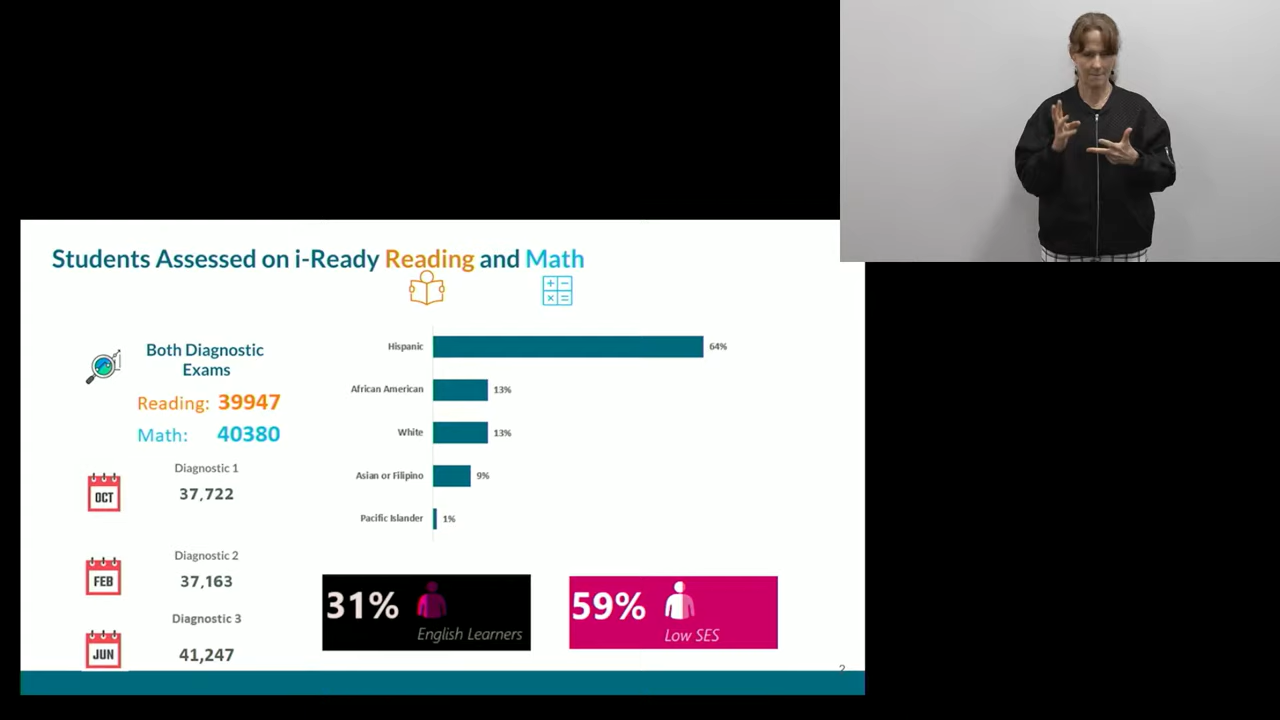 Students Assessed on i-Ready Reading and Math
Both Diagnostic
Exams
Reading: 39947
Math: 40380
Diagnostic 1
OCT
37,722
Diagnostic 2
FEB
37,163
Diagnostic 3
JUN
41,247
Hispanic 64%
African American 13%
White 13%
Asian or Filipino 9%
Pacific Islander 1%
31%
English Learners
59%
Low SES
2